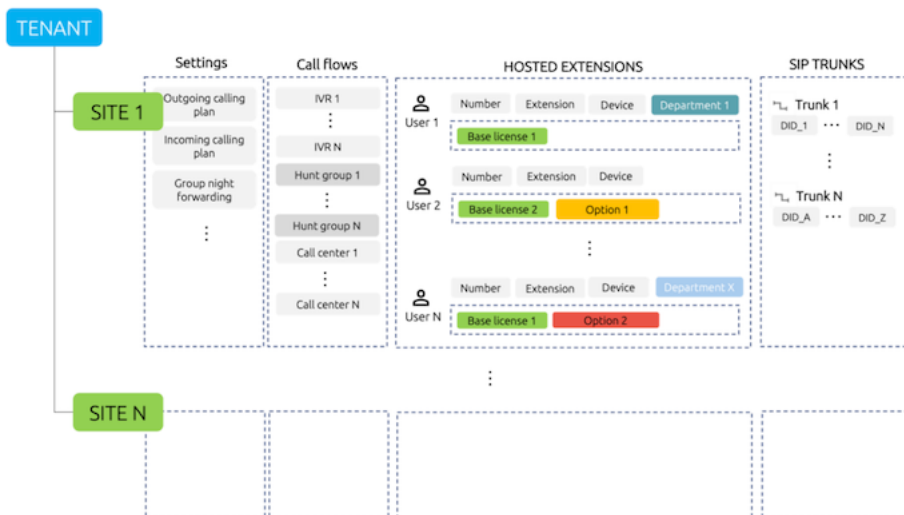 TENANT
Settings
Call flows
HOSTED EXTENSIONS
SIP TRUNKS
SITE 1
Outgoing calling
plan
Incoming calling
plan
Group night
forwarding
IVR 1
IVR N
Hunt group 1
Hunt group N
Call center 1
Call center N
User 1
Number
Extension
Device
Department 1
Base license 1
User 2
Number
Extension
Device
Base license 2
Option 1
User N
Number
Extension
Device
Department X
Base license 1
Option 2
Trunk 1
DID_1
DID_N
Trunk N
DID_A
DID_Z
SITE N